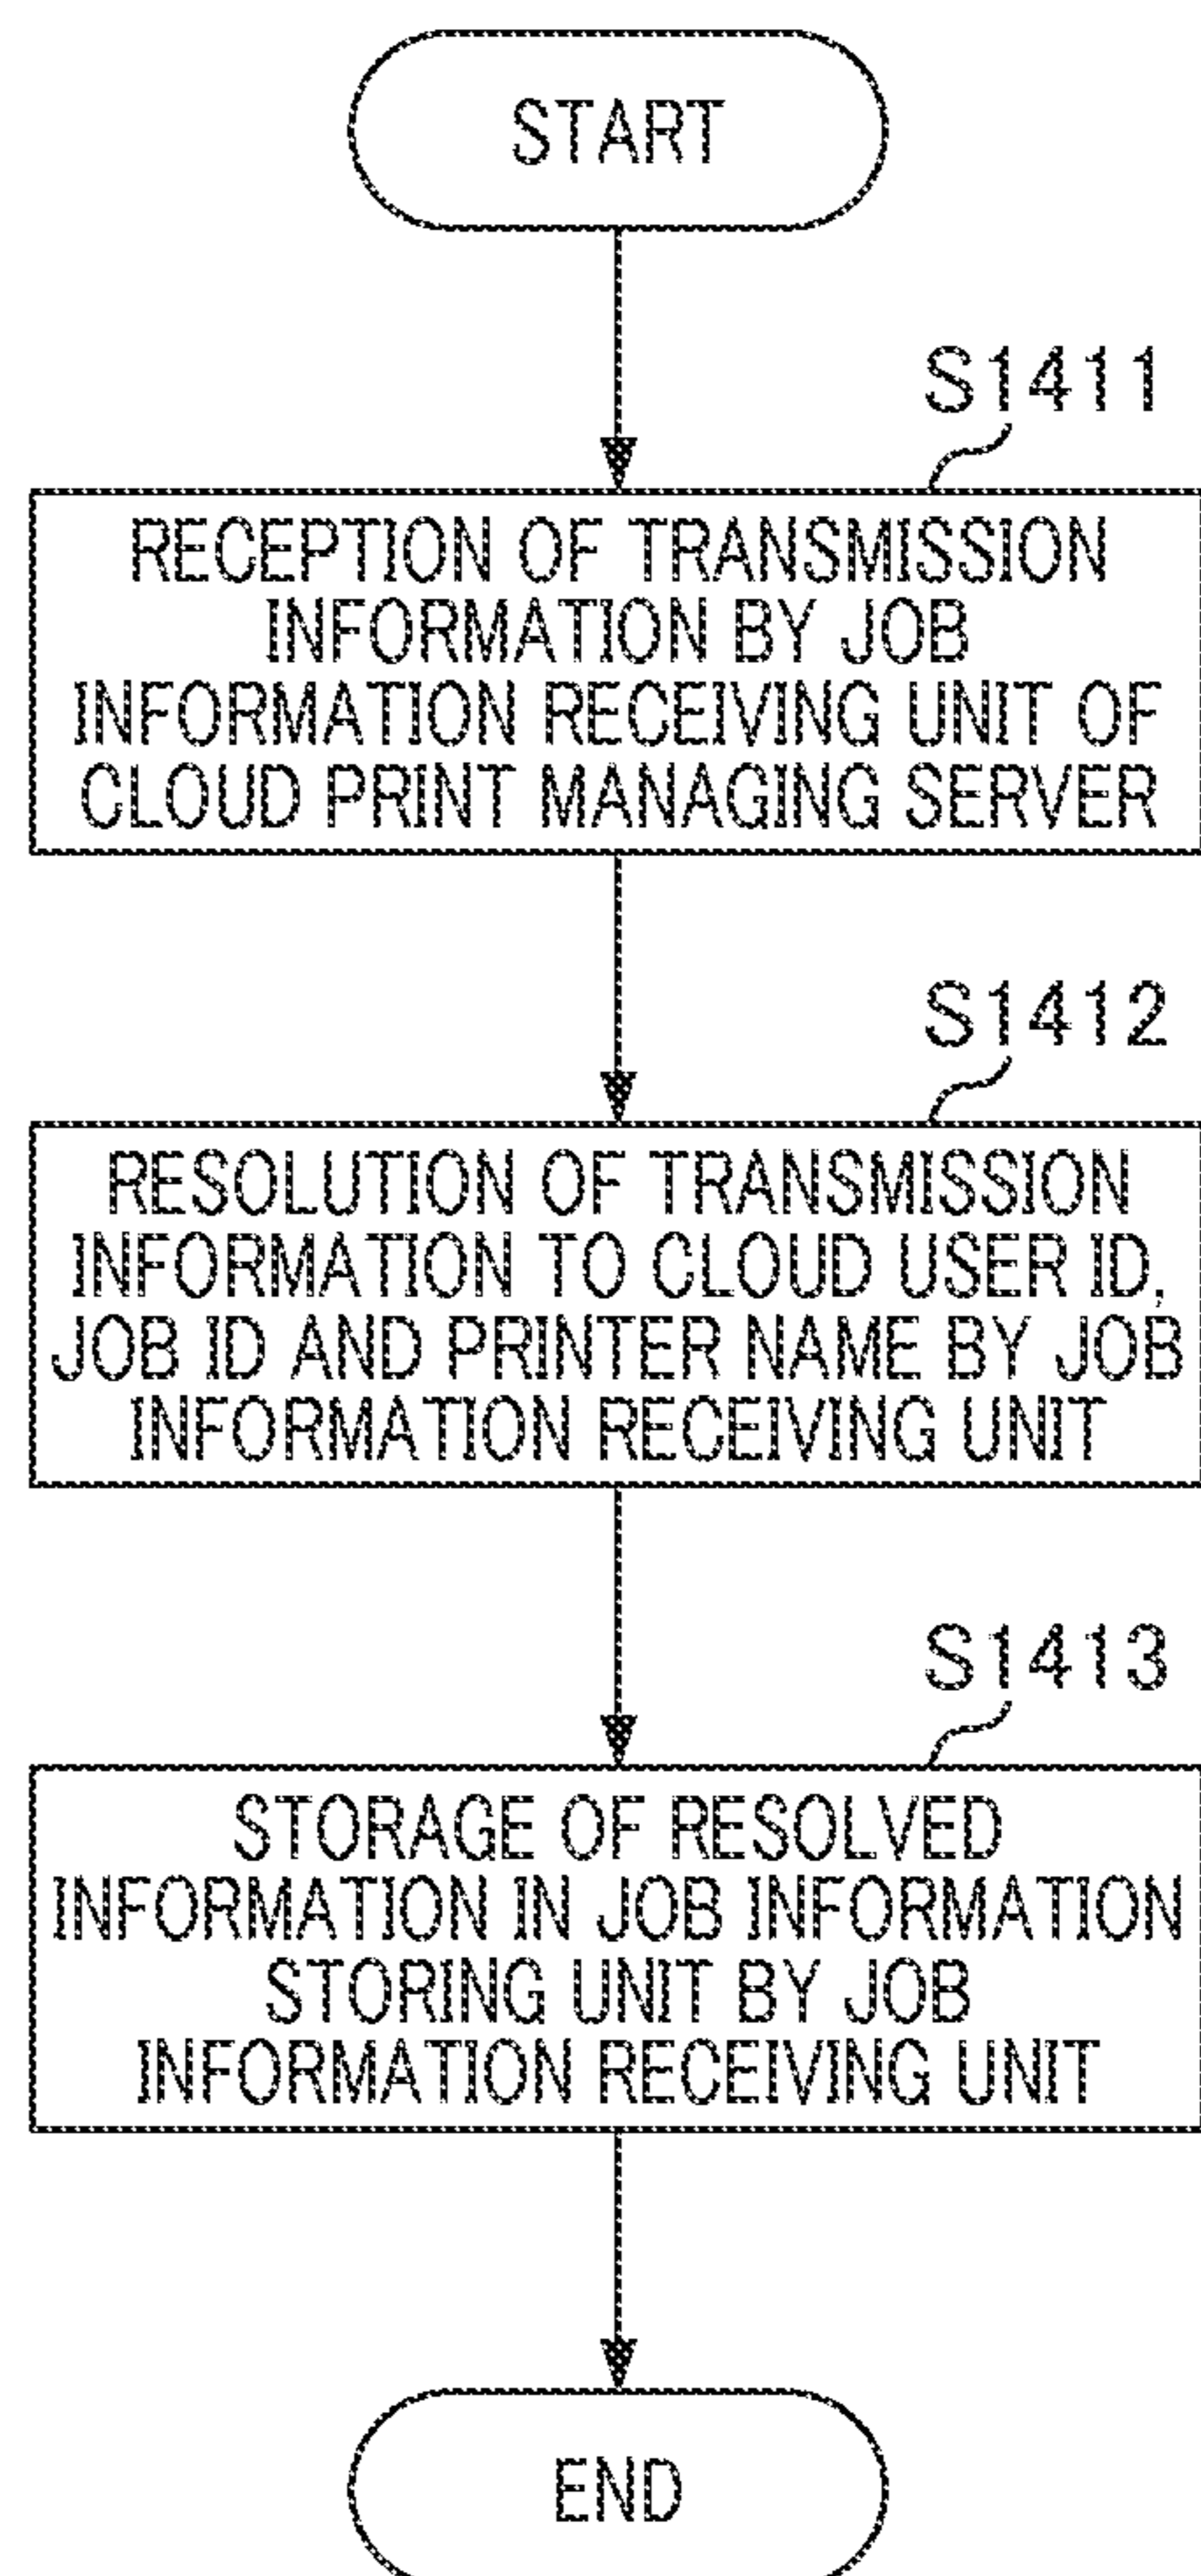 START
S1411
RECEPTION OF TRANSMISSION
INFORMATION BY JOB
INFORMATION RECEIVING UNIT OF
CLOUD PRINT MANAGING SERVER
S1412
RESOLUTION OF TRANSMISSION
INFORMATION TO CLOUD USER ID,
JOB ID AND PRINTER NAME BY JOB
INFORMATION RECEIVING UNIT
S1413
STORAGE OF RESOLVED
INFORMATION IN JOB INFORMATION
STORING UNIT BY JOB
INFORMATION RECEIVING UNIT
END